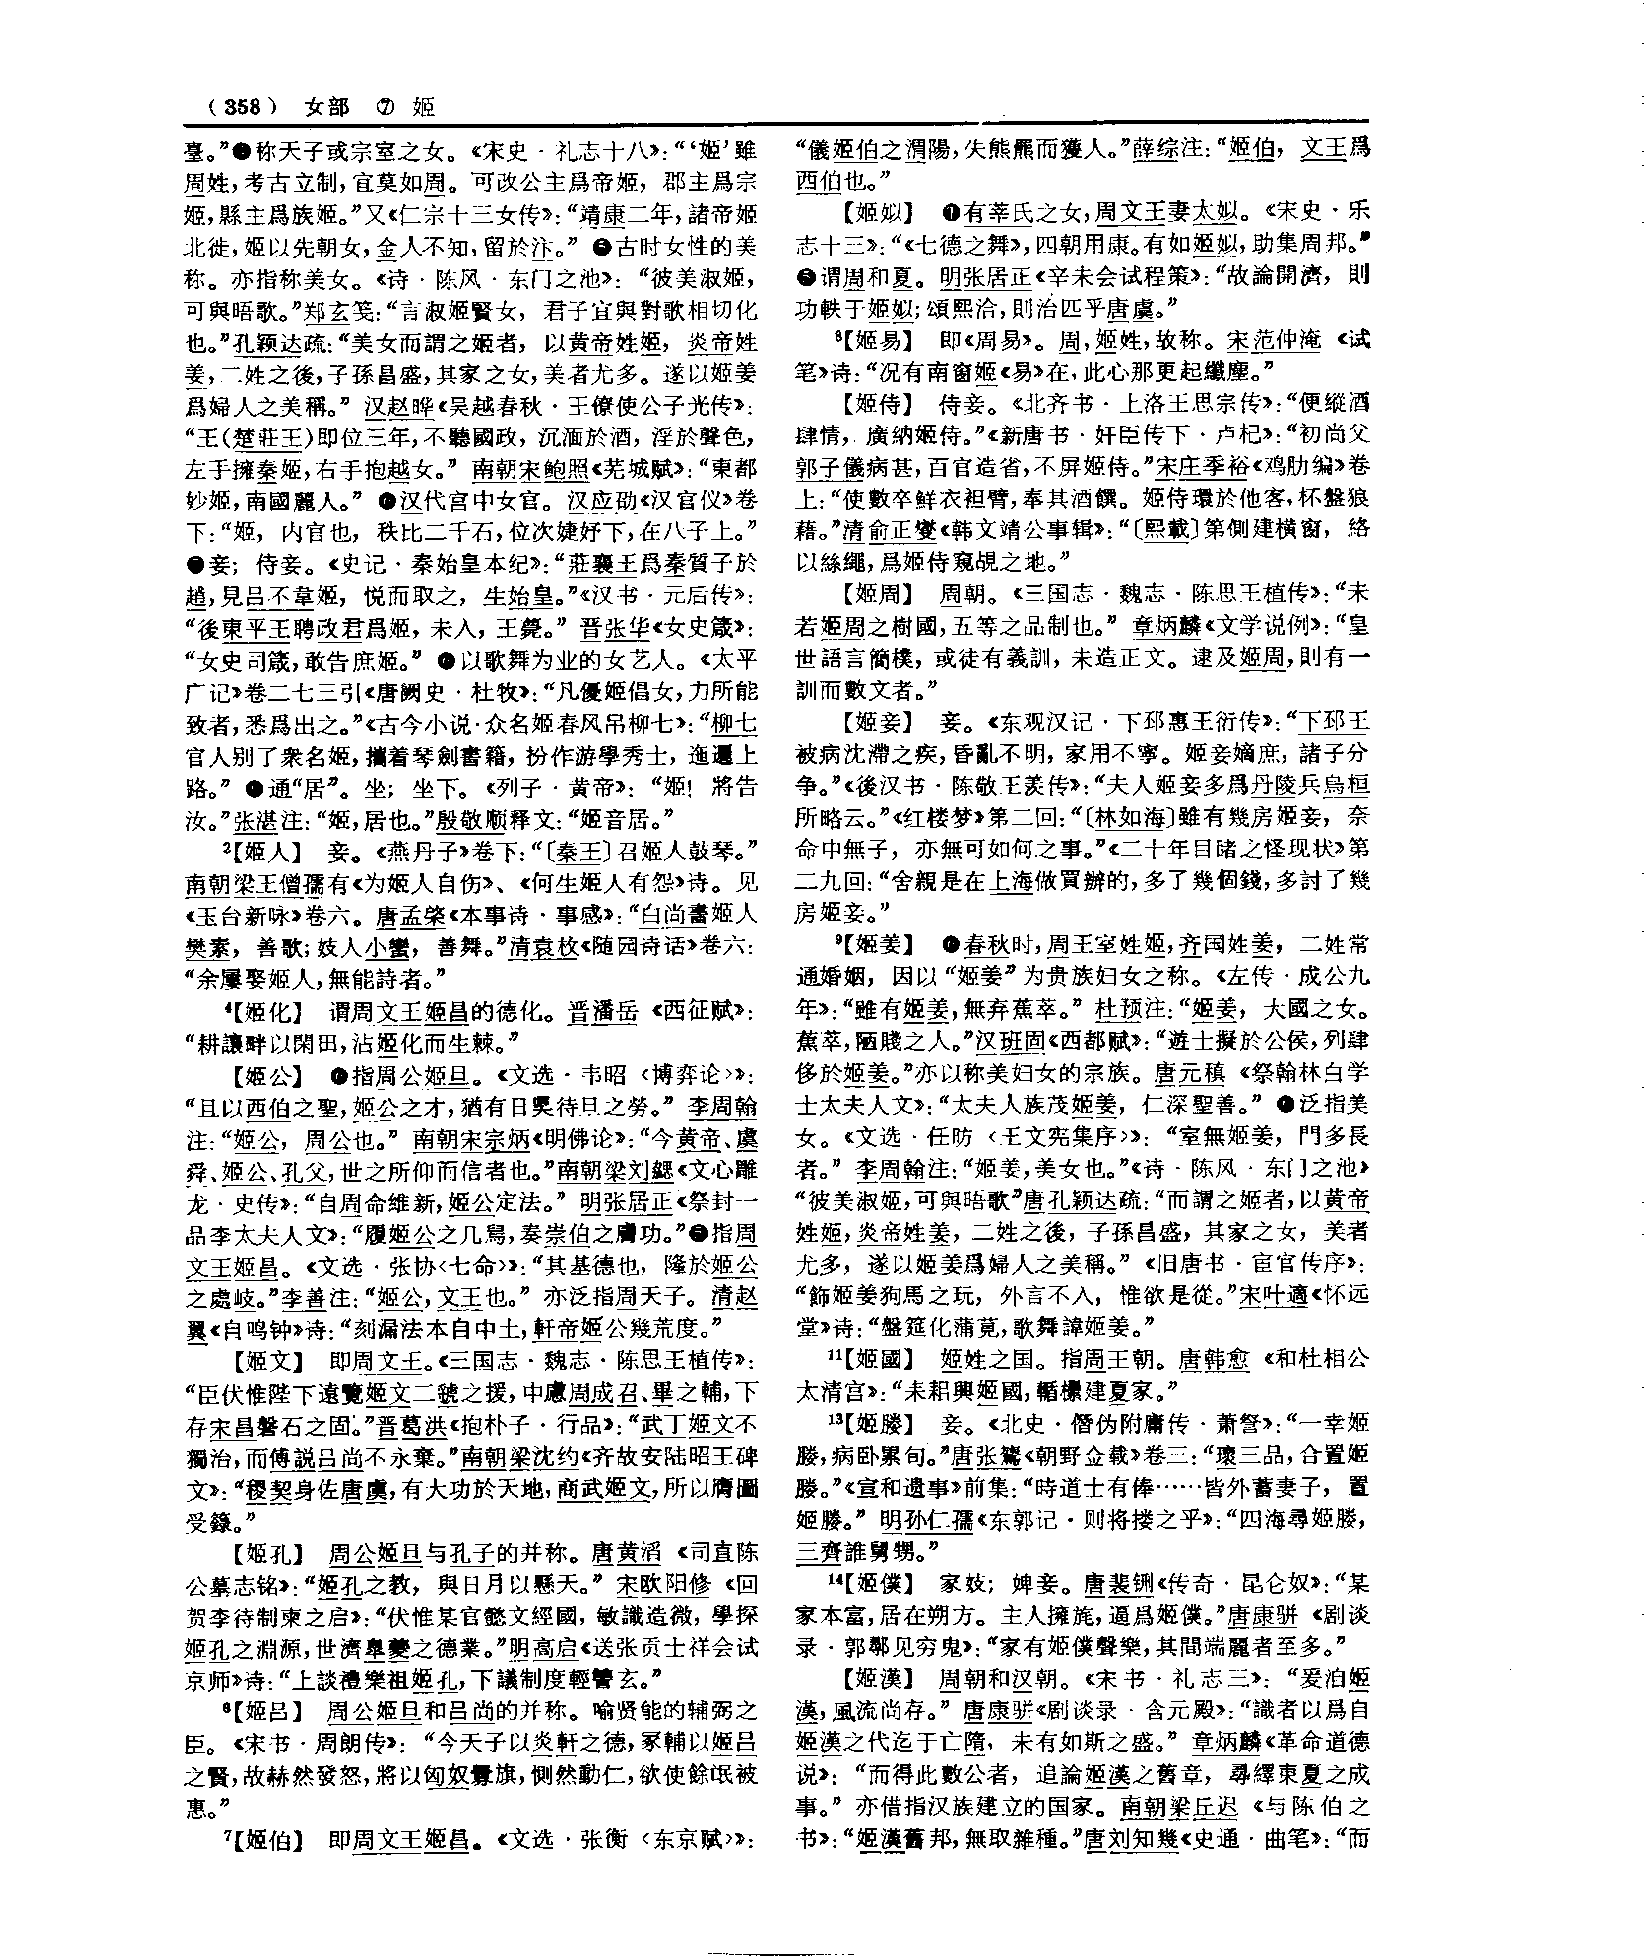 （358） 女部 ⑦ 姬
臺。”●称天子或宗室之女。《宋史·礼志十八》：“‘姬’雖
周姓，考古立制，宜莫如周。可改公主爲帝姬，郡主爲宗
姬，縣主爲族姬。”又《仁宗十三女传》：“靖康二年，諸帝姬
北徙，姬以先朝女，金人不知，留於汴。”❺古时女性的美
称。亦指称美女。《诗·陈风·东门之池》：“彼美淑姬，
可與晤歌。”郑玄笺：“言淑姬賢女，君子宜與對歌相切化
也。”孔颖达疏：“美女而謂之姬者，以黄帝姓姬，炎帝姓
姜，二姓之後，子孫昌盛，其家之女，美者尤多。遂以姬姜
爲婦人之美稱。”汉赵晔《吴越春秋·王僚使公子光传》：
“王（楚莊王）即位三年，不聽國政，沉湎於酒，淫於聲色，
左手擁秦姬，右手抱越女。”南朝宋鲍照《芜城赋》：“東都
妙姬，南國麗人。”●汉代宫中女官。汉应劭《汉官仪》卷
下：“姬，内官也，秩比二千石，位次婕妤下，在八子上。”
●妾；侍妾。《史记·秦始皇本纪》：“莊襄王爲秦質子於
趙，見吕不韋姬，悦而取之，生始皇。”《汉书·元后传》：
“後東平王聘政君爲姬，未入，王薨。”晋张华《女史箴》：
“女史司箴，敢告庶姬。”●以歌舞为业的女艺人。《太平
广记》卷二七三引《唐阙史·杜牧》：“凡優姬倡女，力所能
致者，悉爲出之。”《古今小说·众名姬春风吊柳七》：“柳七
官人别了衆名姬，攜着琴劍書籍，扮作游學秀士，迤邐上
路。”●通“居”。坐；坐下。《列子·黄帝》：“姬！將告
汝。”张湛注：“姬，居也。”殷敬顺释文：“姬音居。”
²【姬人】 妾。《燕丹子》卷下：“〔秦王〕召姬人鼓琴。”
南朝梁王僧孺有《为姬人自伤》、《何生姬人有怨》诗。见
《玉台新咏》卷六。唐孟棨《本事诗·事感》：“白尚書姬人
樊素，善歌；妓人小蠻，善舞。”清袁枚《随园诗话》卷六：
“余屢娶姬人，無能詩者。”
⁴【姬化】 谓周文王姬昌的德化。晋潘岳《西征赋》：
“耕讓畔以閑田，沾姬化而生棘。”
【姬公】 ❶指周公姬旦。《文选·韦昭〈博弈论〉》：
“且以西伯之聖，姬公之才，猶有日昃待旦之勞。”李周翰
注：“姬公，周公也。”南朝宋宗炳《明佛论》：“今黄帝、虞
舜、姬公、孔父，世之所仰而信者也。”南朝梁刘勰《文心雕
龙·史传》：“自周命維新，姬公定法。”明张居正《祭封一
品李太夫人文》：“履姬公之几舄，奏崇伯之膚功。”❷指周
文王姬昌。《文选·张协〈七命〉》：“其基德也，隆於姬公
之處岐。”李善注：“姬公，文王也。”亦泛指周天子。清赵
翼《自鸣钟》诗：“刻漏法本自中土，軒帝姬公幾荒度。”
【姬文】 即周文王。《三国志·魏志·陈思王植传》：
“臣伏惟陛下遠覽姬文二虢之援，中慮周成召、畢之輔，下
存宋昌磐石之固。”晋葛洪《抱朴子·行品》：“武丁姬文不
獨治，而傅説吕尚不永棄。”南朝梁沈约《齐故安陆昭王碑
文》：“稷契身佐唐虞，有大功於天地，商武姬文，所以膺圖
受籙。”
【姬孔】 周公姬旦与孔子的并称。唐黄滔《司直陈
公墓志铭》：“姬孔之教，與日月以懸天。”宋欧阳修《回
贺李待制柬之启》：“伏惟某官懿文經國，敏識造微，學探
姬孔之淵源，世濟皋夔之德業。”明高启《送张贡士祥会试
京师》诗：“上談禮樂祖姬孔，下議制度輕讐玄。”
⁶【姬吕】 周公姬旦和吕尚的并称。喻贤能的辅弼之
臣。《宋书·周朗传》：“今天子以炎軒之德，冢輔以姬吕
之賢，故赫然發怒，將以匈奴釁旗，惻然動仁，欲使餘氓被
惠。”
⁷【姬伯】 即周文王姬昌。《文选·张衡〈东京赋〉》：
“儀姬伯之渭陽，失熊羆而獲人。”薛综注：“姬伯，文王爲
西伯也。”
【姬姒】 ❶有莘氏之女，周文王妻太姒。《宋史·乐
志十三》：“《七德之舞》，四朝用康。有如姬姒，助集周邦。”
❷谓周和夏。明张居正《辛未会试程策》：“故論開濟，則
功軼于姬姒；頌熙洽，則治匹乎唐虞。”
⁸【姬易】 即《周易》。周，姬姓，故称。宋范仲淹《试
笔》诗：“况有南窗姬《易》在，此心那更起纖塵。”
【姬侍】 侍妾。《北齐书·上洛王思宗传》：“便縱酒
肆情，廣納姬侍。”《新唐书·奸臣传下·卢杞》：“初尚父
郭子儀病甚，百官造省，不屏姬侍。”宋庄季裕《鸡肋编》卷
上：“使數卒鮮衣袒臂，奉其酒饌。姬侍環於他客，杯盤狼
藉。”清俞正燮《韩文靖公事辑》：“〔熙載〕第側建橫窗，絡
以絲繩，爲姬侍窺覘之地。”
【姬周】 周朝。《三国志·魏志·陈思王植传》：“未
若姬周之樹國，五等之品制也。”章炳麟《文学说例》：“皇
世語言簡樸，或徒有義訓，未造正文。逮及姬周，則有一
訓而數文者。”
【姬妾】 妾。《东观汉记·下邳惠王衍传》：“下邳王
被病沈滯之疾，昏亂不明，家用不寧。姬妾嫡庶，諸子分
争。”《後汉书·陈敬王羡传》：“夫人姬妾多爲丹陵兵烏桓
所略云。”《红楼梦》第二回：“〔林如海〕雖有幾房姬妾，奈
命中無子，亦無可如何之事。”《二十年目睹之怪现状》第
二九回：“舍親是在上海做買辦的，多了幾個錢，多討了幾
房姬妾。”
⁹【姬姜】 ❶春秋时，周王室姓姬，齐国姓姜，二姓常
通婚姻，因以“姬姜”为贵族妇女之称。《左传·成公九
年》：“雖有姬姜，無弃蕉萃。”杜预注：“姬姜，大國之女。
蕉萃，陋賤之人。”汉班固《西都赋》：“遊士擬於公侯，列肆
侈於姬姜。”亦以称美妇女的宗族。唐元稹《祭翰林白学
士太夫人文》：“太夫人族茂姬姜，仁深聖善。”❷泛指美
女。《文选·任昉〈王文宪集序〉》：“室無姬姜，門多長
者。”李周翰注：“姬姜，美女也。”《诗·陈风·东门之池》
“彼美淑姬，可與晤歌”唐孔颖达疏：“而謂之姬者，以黄帝
姓姬，炎帝姓姜，二姓之後，子孫昌盛，其家之女，美者
尤多，遂以姬姜爲婦人之美稱。”《旧唐书·宦官传序》：
“飾姬姜狗馬之玩，外言不入，惟欲是從。”宋叶適《怀远
堂》诗：“盤筵化蒲莧，歌舞諱姬姜。”
¹¹【姬國】 姬姓之国。指周王朝。唐韩愈《和杜相公
太清宫》：“耒耜興姬國，輴欙建夏家。”
¹³【姬媵】 妾。《北史·僭伪附庸传·萧詧》：“一幸姬
媵，病卧累旬。”唐张鷟《朝野佥载》卷三：“瓌三品，合置姬
媵。”《宣和遗事》前集：“時道士有俸……皆外蓄妻子，置
姬媵。”明孙仁孺《东郭记·则将搂之乎》：“四海尋姬媵，
三齊誰舅甥。”
¹⁴【姬僕】 家妓；婢妾。唐裴铏《传奇·昆仑奴》：“某
家本富，居在朔方。主人擁旄，逼爲姬僕。”唐康骈《剧谈
录·郭鄩见穷鬼》：“家有姬僕聲樂，其間端麗者至多。”
【姬漢】 周朝和汉朝。《宋书·礼志三》：“爰洎姬
漢，風流尚存。”唐康骈《剧谈录·含元殿》：“識者以爲自
姬漢之代迄于亡隋，未有如斯之盛。”章炳麟《革命道德
说》：“而得此數公者，追論姬漢之舊章，尋繹東夏之成
事。”亦借指汉族建立的国家。南朝梁丘迟《与陈伯之
书》：“姬漢舊邦，無取雜種。”唐刘知幾《史通·曲笔》：“而